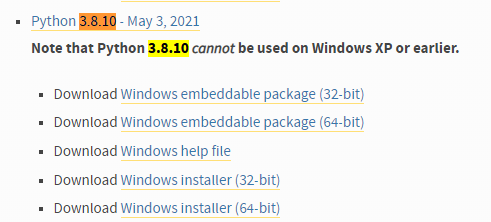 Python 3.8.10 - May 3, 2021
Note that Python 3.8.10 cannot be used on Windows XP or earlier.
Download Windows embeddable package (32-bit)
Download Windows embeddable package (64-bit)
Download Windows help file
Download Windows installer (32-bit)
Download Windows installer (64-bit)